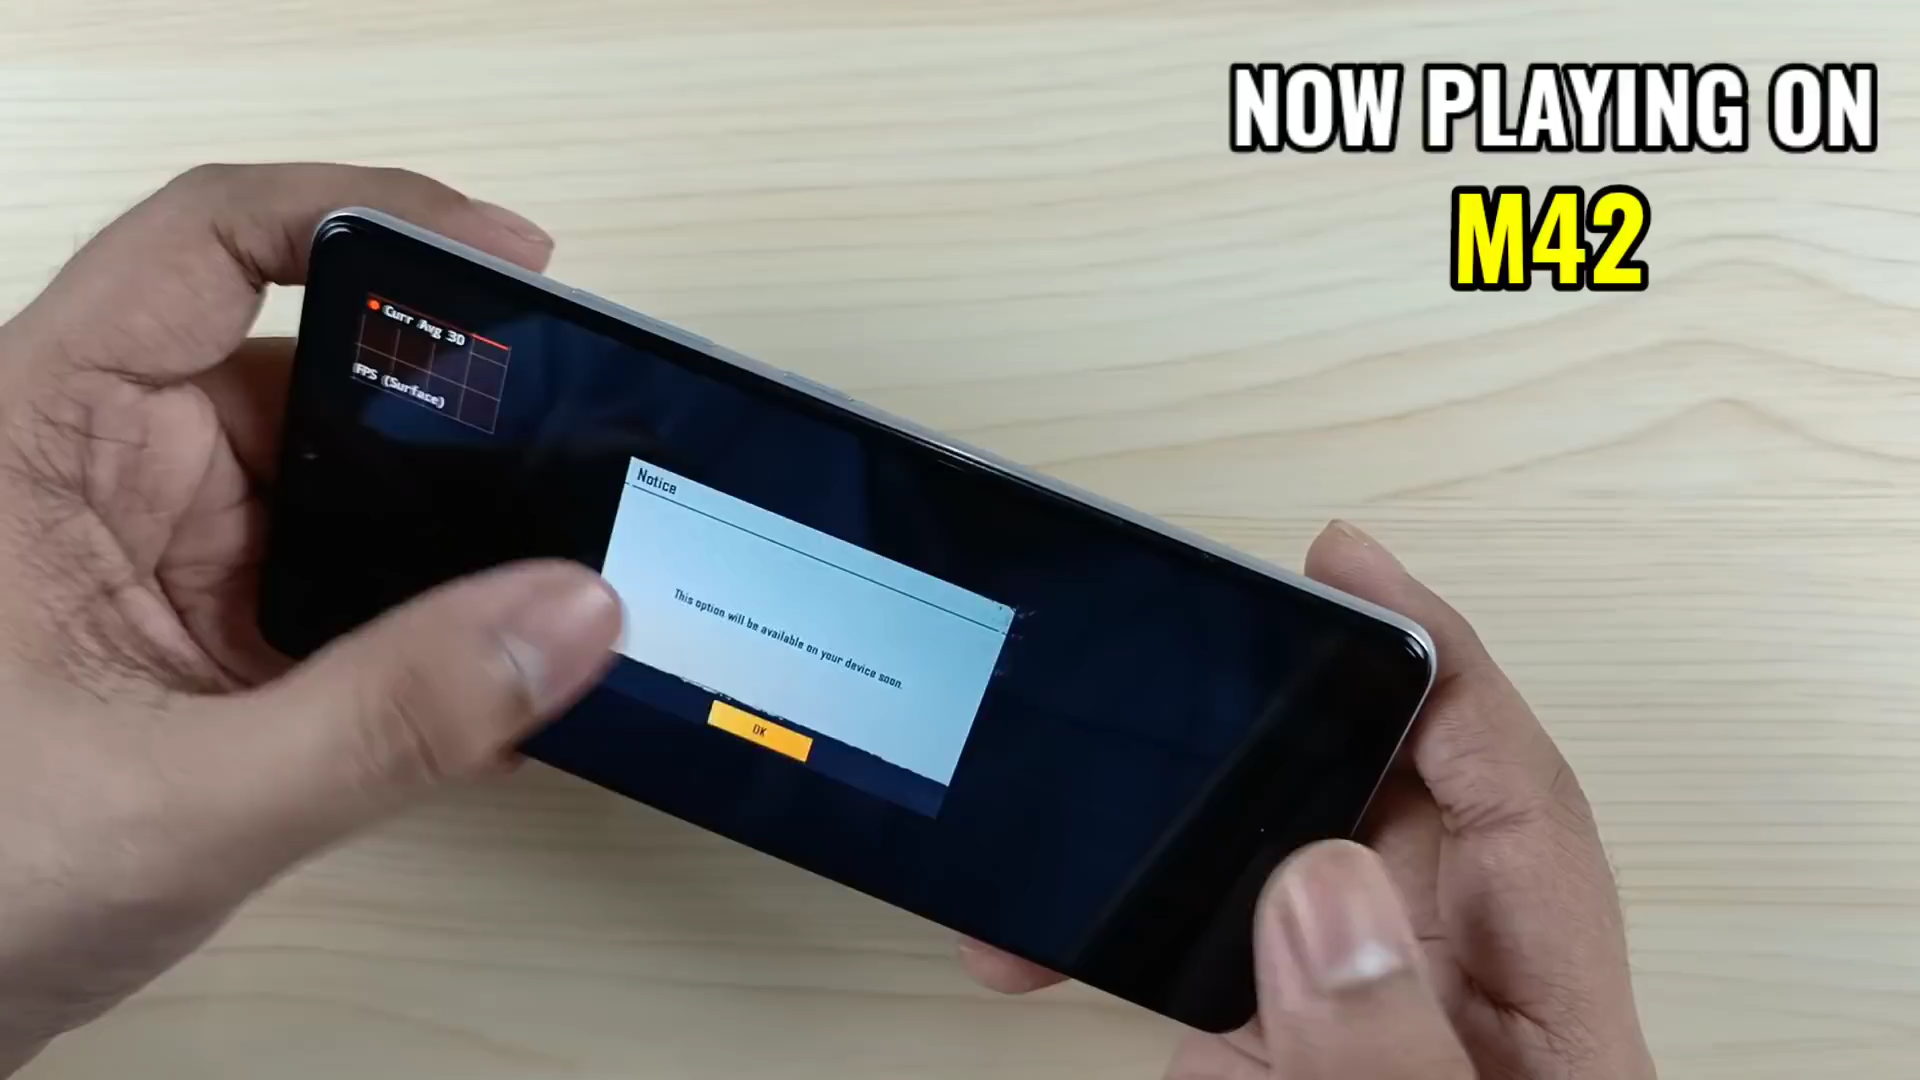 NOW PLAYING ON
M42
Curr Avg 30
FPS (Surface)
Notice
This option will be available on your device soon.
OK